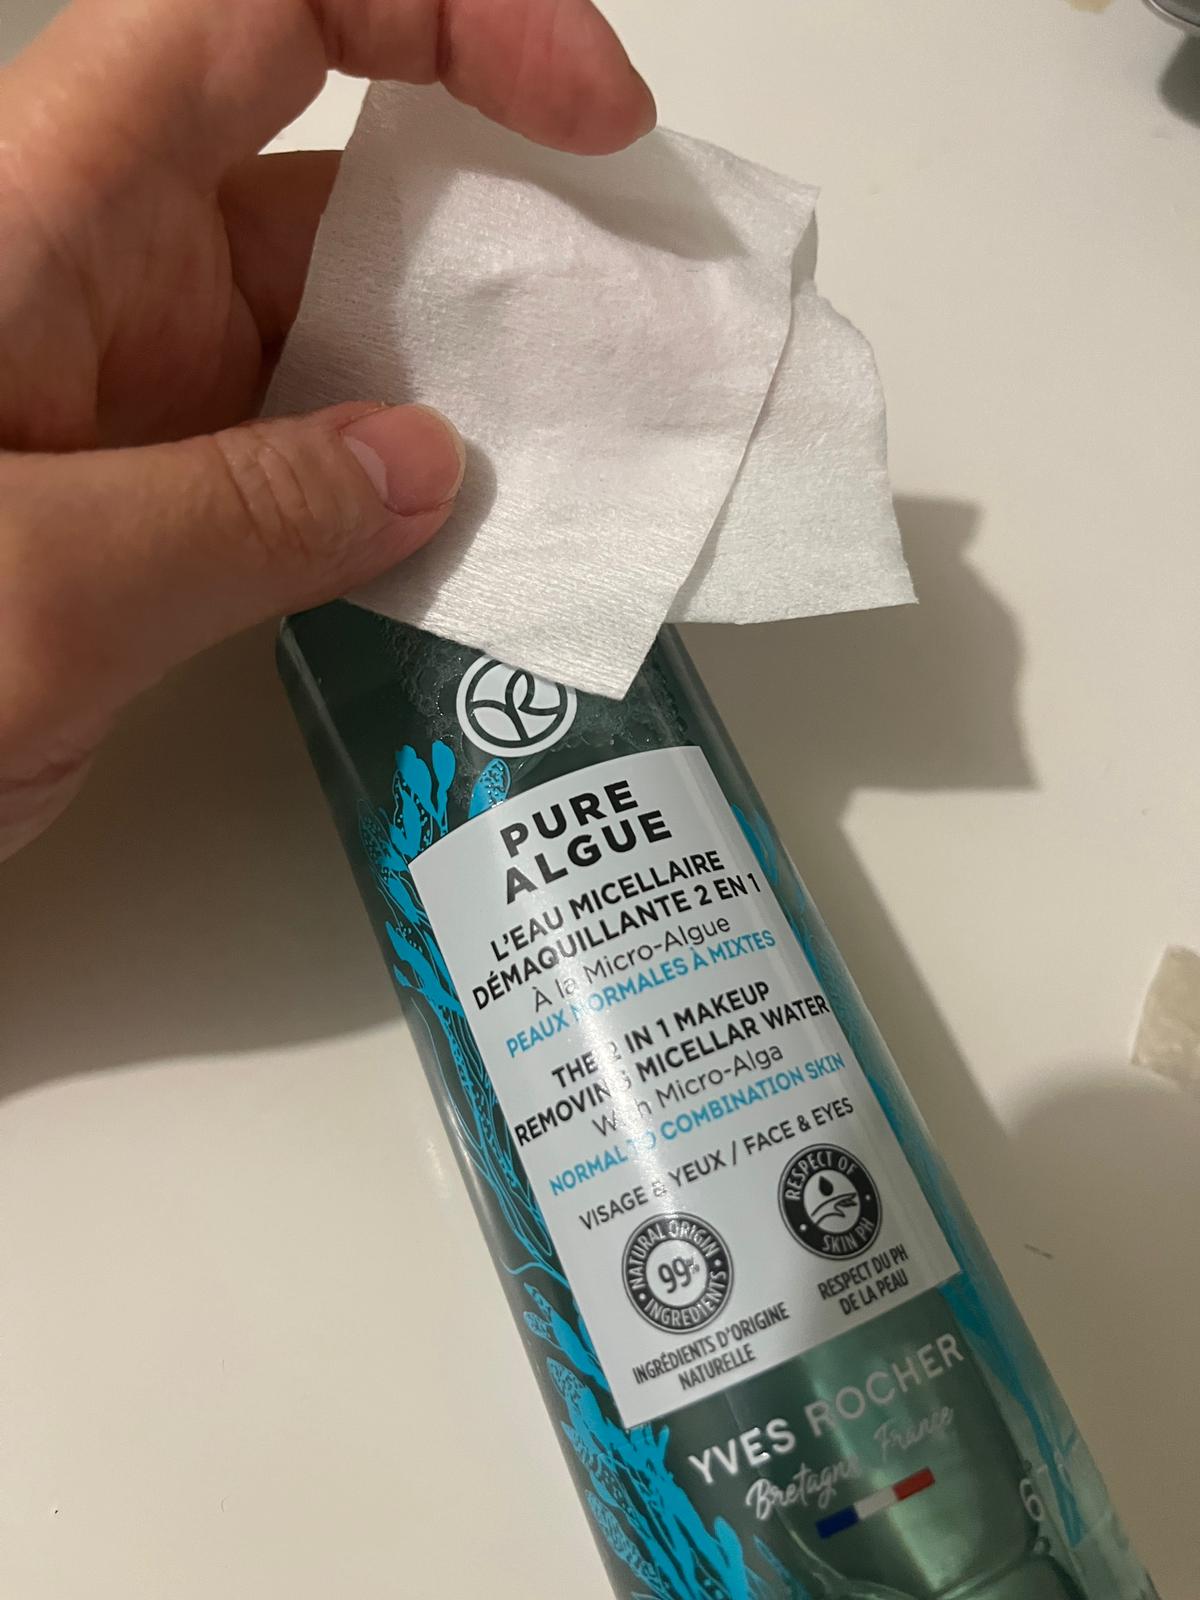 PURE
ALGUE
L'EAU MICELLAIRE
DÉMAQUILLANTE 2 EN 1
À la Micro-Algue
PEAUX NORMALES À MIXTES
THE 2 IN 1 MAKEUP
REMOVING MICELLAR WATER
With Micro-Alga
NORMAL TO COMBINATION SKIN
VISAGE & YEUX / FACE & EYES
NATURAL ORIGIN
99%
INGREDIENTS
INGRÉDIENTS D'ORIGINE
NATURELLE
RESPECT OF
SKIN PH
RESPECT DU PH
DE LA PEAU
YVES ROCHER
Bretagne France